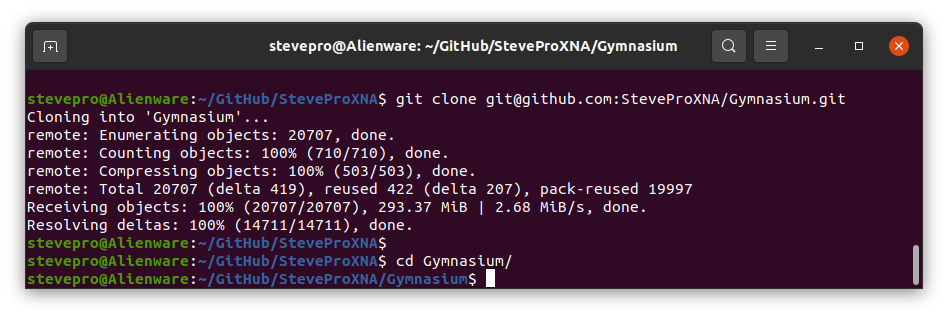 stevepro@Alienware: ~/GitHub/SteveProXNA/Gymnasium
stevepro@Alienware:~/GitHub/SteveProXNA$ git clone git@github.com:SteveProXNA/Gymnasium.git
Cloning into 'Gymnasium'...
remote: Enumerating objects: 20707, done.
remote: Counting objects: 100% (710/710), done.
remote: Compressing objects: 100% (503/503), done.
remote: Total 20707 (delta 419), reused 422 (delta 207), pack-reused 19997
Receiving objects: 100% (20707/20707), 293.37 MiB | 2.68 MiB/s, done.
Resolving deltas: 100% (14711/14711), done.
stevepro@Alienware:~/GitHub/SteveProXNA$
stevepro@Alienware:~/GitHub/SteveProXNA$ cd Gymnasium/
stevepro@Alienware:~/GitHub/SteveProXNA/Gymnasium$